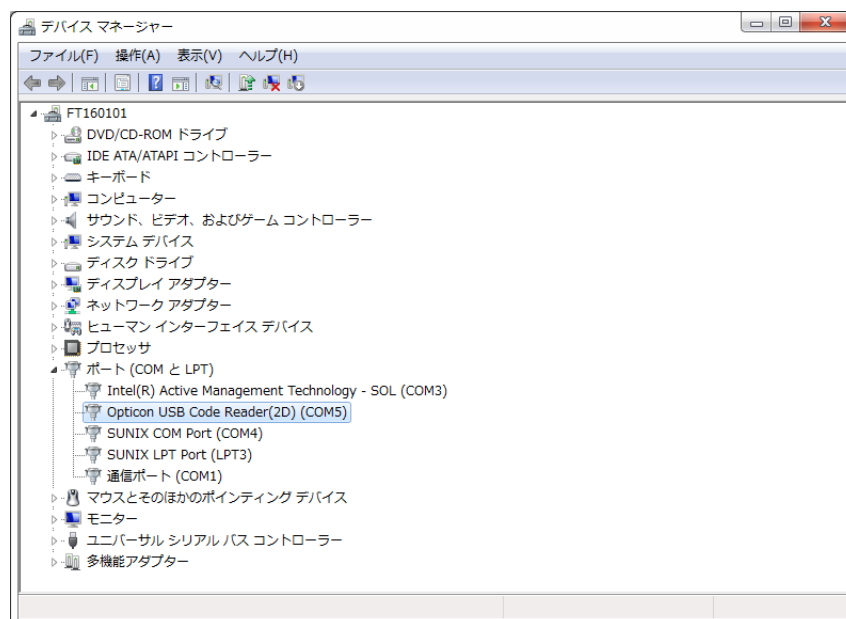 デバイス マネージャー
ファイル(F) 操作(A) 表示(V) ヘルプ(H)
FT160101
DVD/CD-ROM ドライブ
IDE ATA/ATAPI コントローラー
キーボード
コンピューター
サウンド、ビデオ、およびゲーム コントローラー
システム デバイス
ディスク ドライブ
ディスプレイ アダプター
ネットワーク アダプター
ヒューマン インターフェイス デバイス
プロセッサ
ポート (COM と LPT)
Intel(R) Active Management Technology - SOL (COM3)
Opticon USB Code Reader(2D) (COM5)
SUNIX COM Port (COM4)
SUNIX LPT Port (LPT3)
通信ポート (COM1)
マウスとそのほかのポインティング デバイス
モニター
ユニバーサル シリアル バス コントローラー
多機能アダプター